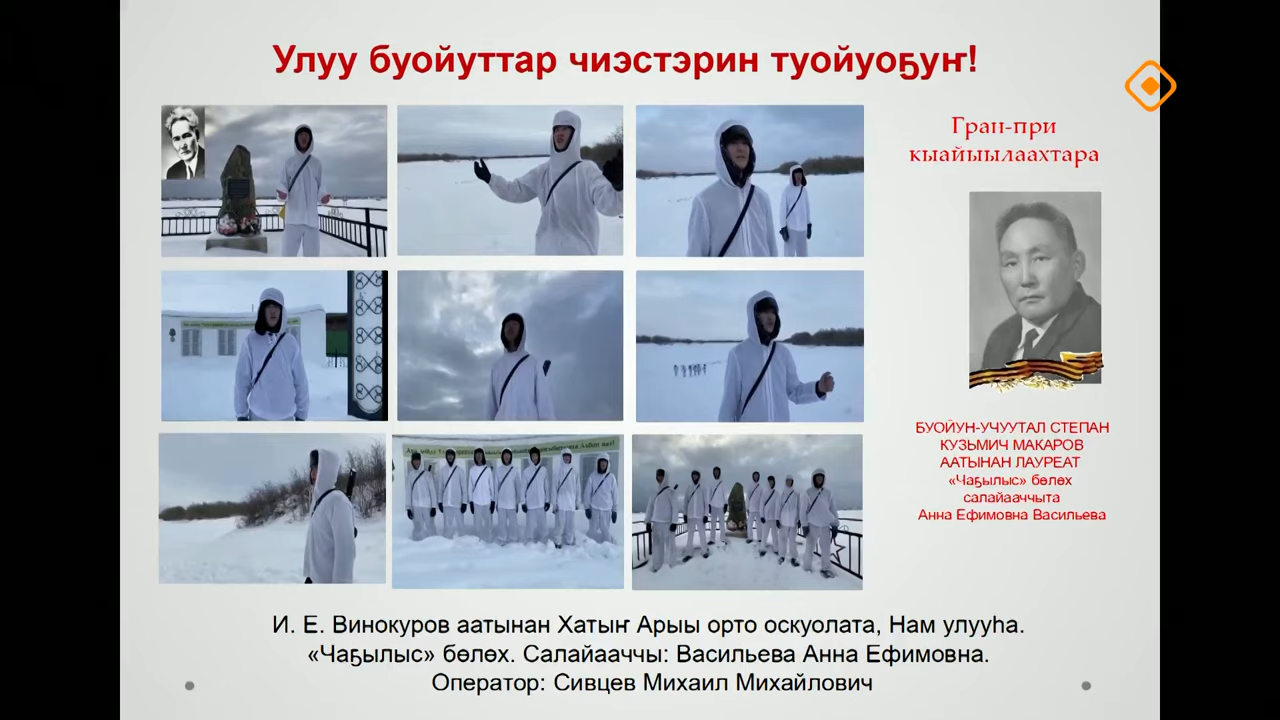 Улуу буойуттар чиэстэрин туойуоҕуҥ!
Гран-при
кыайыылаахтара
БУОЙУН-УЧУУТАЛ СТЕПАН
КУЗЬМИЧ МАКАРОВ
ААТЫНАН ЛАУРЕАТ
«Чаҕылыс» бөлөх
салайааччыта
Анна Ефимовна Васильева
И. Е. Винокуров аатынан Хатыҥ Арыы орто оскуолата, Нам улууһа.
«Чаҕылыс» бөлөх. Салайааччы: Васильева Анна Ефимовна.
Оператор: Сивцев Михаил Михайлович